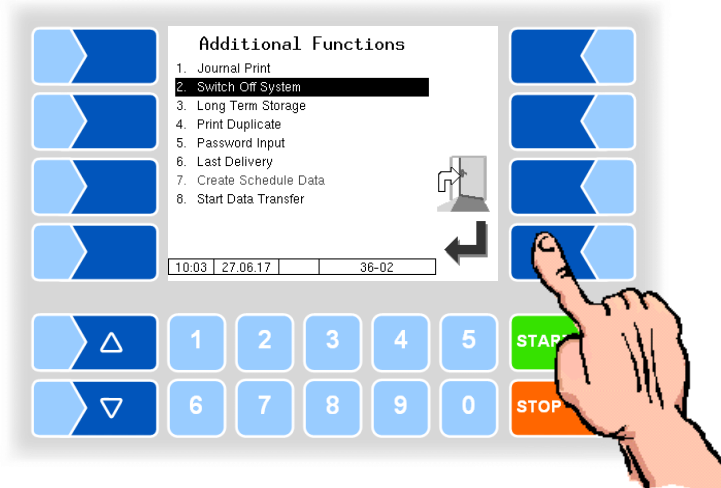 Additional Functions
1. Journal Print
2. Switch Off System
3. Long Term Storage
4. Print Duplicate
5. Password Input
6. Last Delivery
7. Create Schedule Data
8. Start Data Transfer
10:03 27.06.17 36-02
1 2 3 4 5 STAR
6 7 8 9 0 STOP